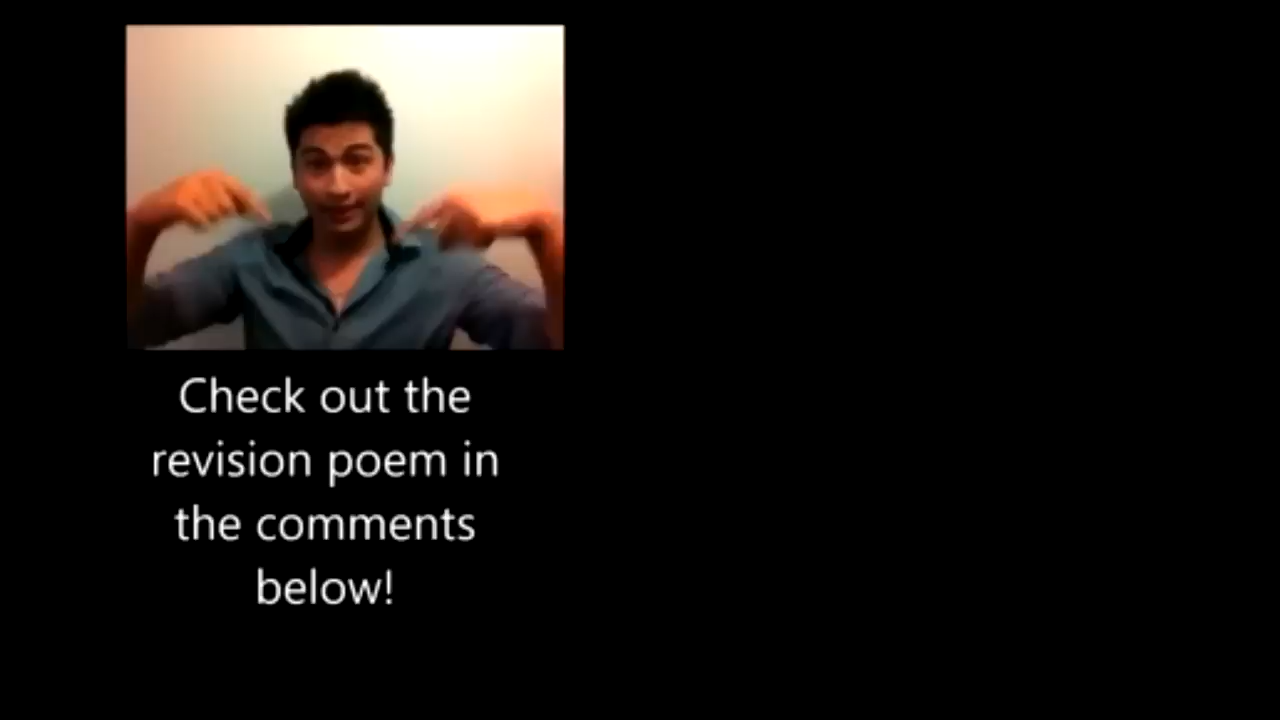 Check out the
revision poem in
the comments
below!